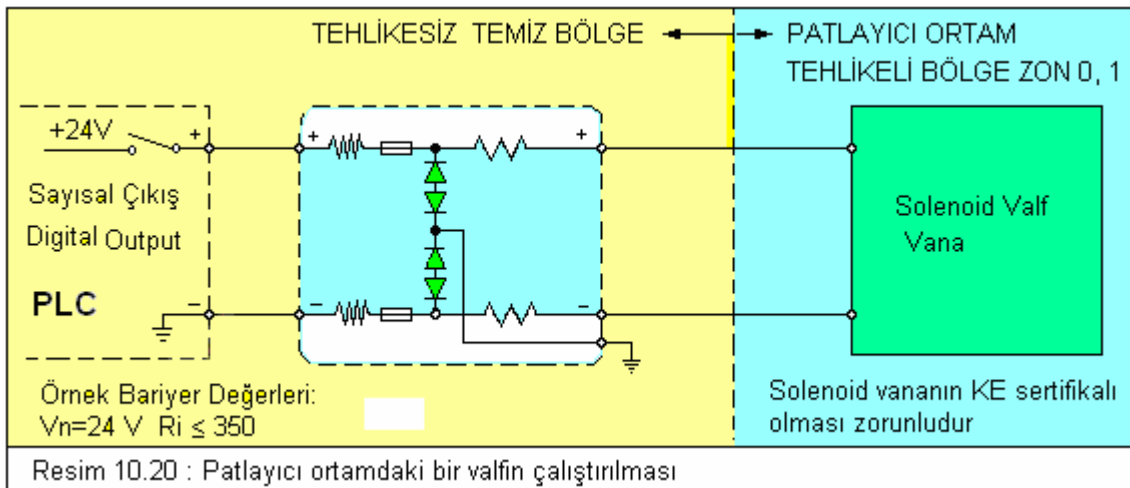 TEHLİKESİZ TEMİZ BÖLGE
PATLAYICI ORTAM
TEHLİKELİ BÖLGE ZON 0, 1
+24V
+
+
+
Sayısal Çıkış
Digital Output
PLC
–
–
–
Solenoid Valf
Vana
Örnek Bariyer Değerleri:
Vn=24 V Ri ≤ 350
Solenoid vananın KE sertifikalı
olması zorunludur
Resim 10.20 : Patlayıcı ortamdaki bir valfin çalıştırılması